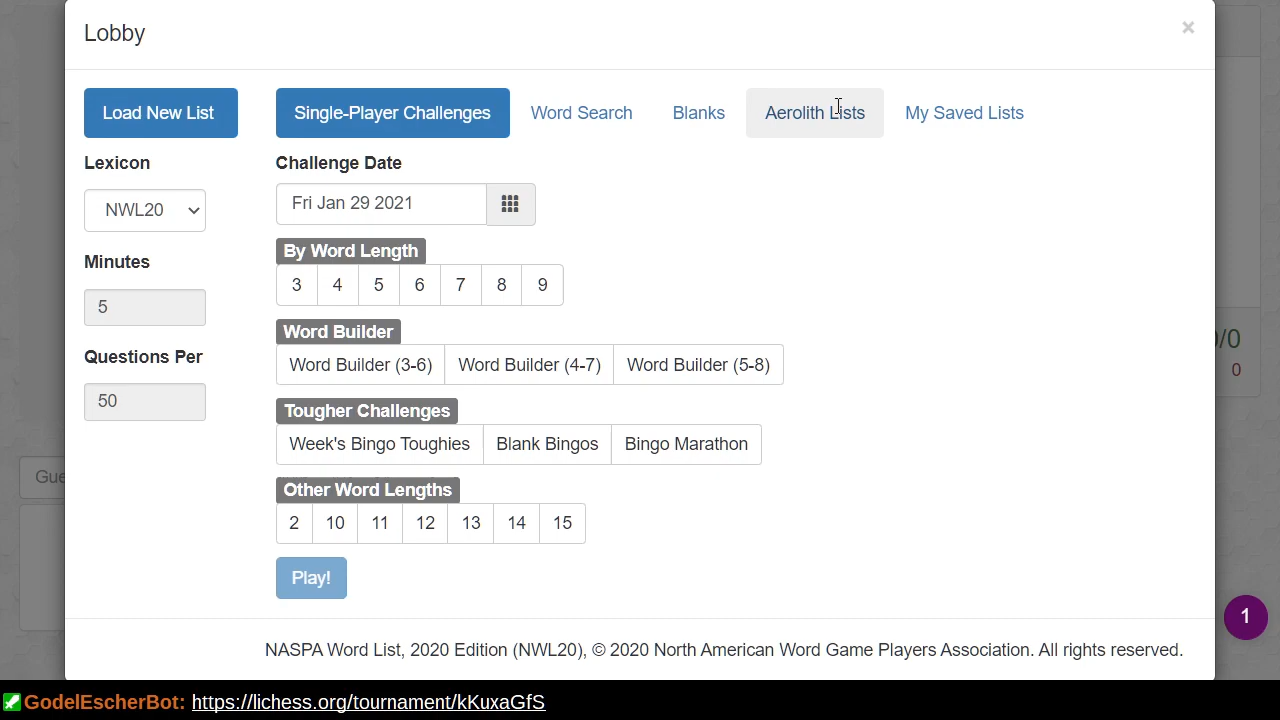 Lobby
×
Load New List
Single-Player Challenges
Word Search
Blanks
Aerolith Lists
My Saved Lists
Lexicon
NWL20
Minutes
5
Questions Per
50
Challenge Date
Fri Jan 29 2021
By Word Length
3 4 5 6 7 8 9
Word Builder
Word Builder (3-6) Word Builder (4-7) Word Builder (5-8)
Tougher Challenges
Week's Bingo Toughies Blank Bingos Bingo Marathon
Other Word Lengths
2 10 11 12 13 14 15
Play!
/0
0
Gue
1
NASPA Word List, 2020 Edition (NWL20), © 2020 North American Word Game Players Association. All rights reserved.
GodelEscherBot: https://lichess.org/tournament/kKuxaGfS